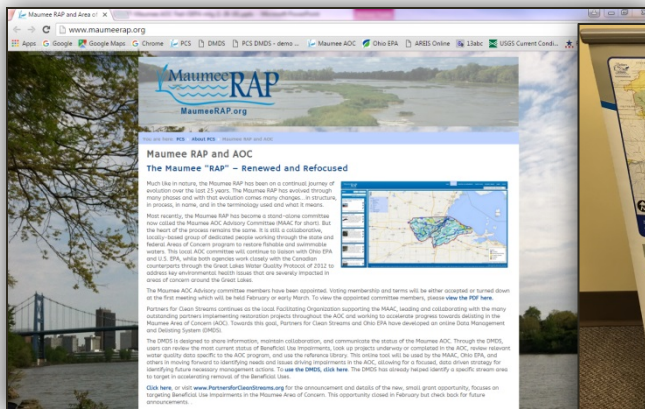 Maumee RAP and Area of
www.maumeerap.org
Apps G Google Google Maps G Chrome PCS DMDS PCS DMDS - demo ... Maumee AOC Ohio EPA AREIS Online 13abc USGS Current Condi...
Maumee RAP
MaumeeRAP.org
You are here: PCS About PCS Maumee RAP and AOC
Maumee RAP and AOC
The Maumee "RAP" – Renewed and Refocused
Much like in nature, the Maumee RAP has been on a continual journey of
evolution over the last 25 years. The Maumee RAP has evolved through
many phases and with that evolution comes many changes...in structure,
in process, in name, and in the terminology used and what it means.
Most recently, the Maumee RAP has become a stand-alone committee
now called the Maumee AOC Advisory Committee (MAAC for short). But
the heart of the process remains the same. It is still a collaborative,
locally-based group of dedicated people working through the state and
federal Areas of Concern program to restore fishable and swimmable
waters. This local AOC committee will continue to liaison with Ohio EPA
and U.S. EPA, while both agencies work closely with the Canadian
counterparts through the Great Lakes Water Quality Protocol of 2012 to
address key environmental health issues that are severely impacted in
areas of concern around the Great Lakes.
The Maumee AOC Advisory committee members have been appointed. Voting membership and terms will be either accepted or turned down
at the first meeting which will be held February or early March. To view the appointed committee members, please view the PDF here.
Partners for Clean Streams continues as the local Facilitating Organization supporting the MAAC, leading and collaborating with the many
outstanding partners implementing restoration projects throughout the AOC and working to accelerate progress towards delisting in the
Maumee Area of Concern (AOC). Towards this goal, Partners for Clean Streams and Ohio EPA have developed an online Data Management
and Delisting System (DMDS).
The DMDS is designed to share information, maintain collaboration, and communicate the status of the Maumee AOC. Through the DMDS,
users can review the most current status of Beneficial Use Impairments, look up projects underway or completed in the AOC, review relevant
water quality data specific to the AOC program, and use the reference library. This online tool will be used by the MAAC, Ohio EPA, and
others in moving forward to identifying needs and issues driving impairments in the AOC, allowing for a focused, data driven strategy for
identifying future necessary management actions. To use the DMDS, click here. The DMDS has already helped identify a specific stream area
to target in accelerating removal of the Beneficial Uses.
Click here, or visit www.PartnersforCleanStreams.org for the announcement and details of the new, small grant opportunity, focuses on
targeting Beneficial Use Impairments in the Maumee Area of Concern. This opportunity closed in February but check back for future
announcements.